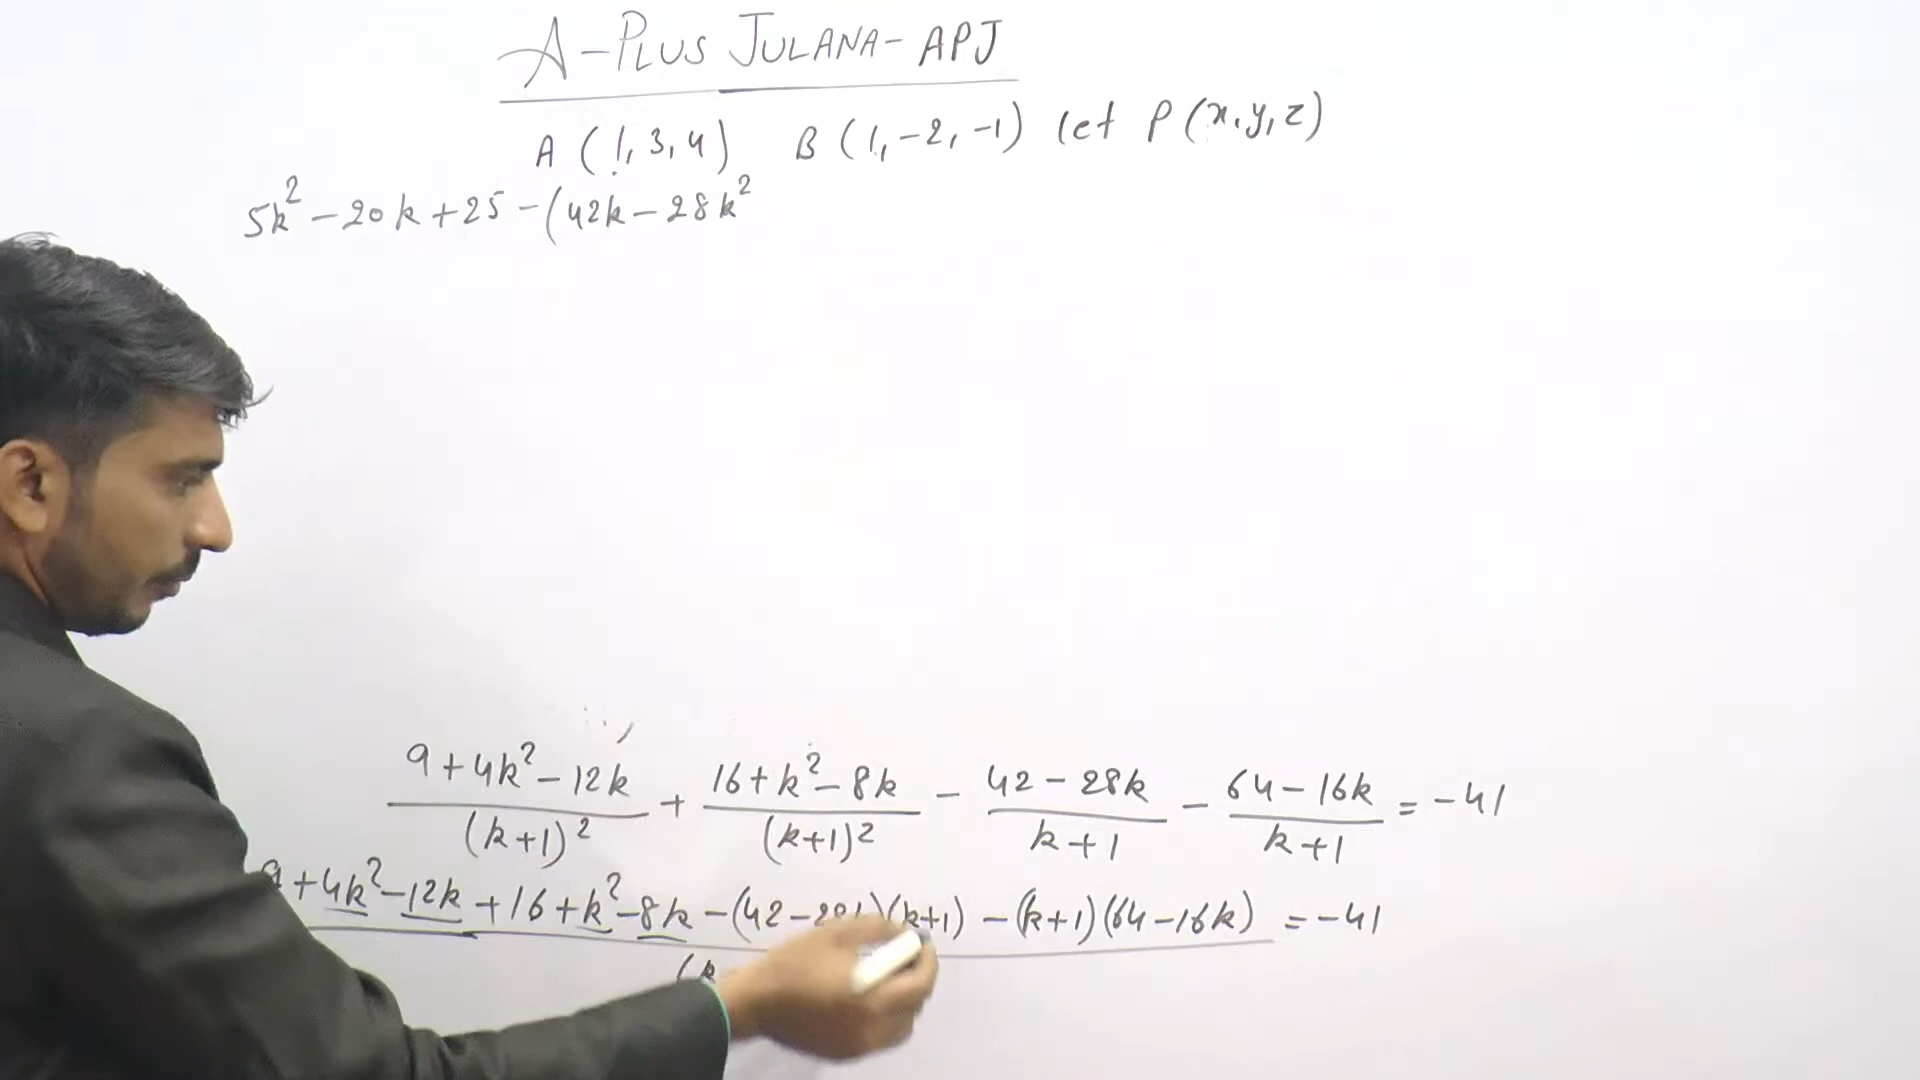 A-PLUS JULANA-APJ
A (1,3,4) B (1,-2,-1) let P (x,y,z)
5k²-20k+25-(42k-28k²
9+4k²-12k/(k+1)² + 16+k²-8k/(k+1)² - 42-28k/k+1 - 64-16k/k+1 = -41
9+4k²-12k+16+k²-8k-(42-28k)(k+1)-(k+1)(64-16k) = -41
(k